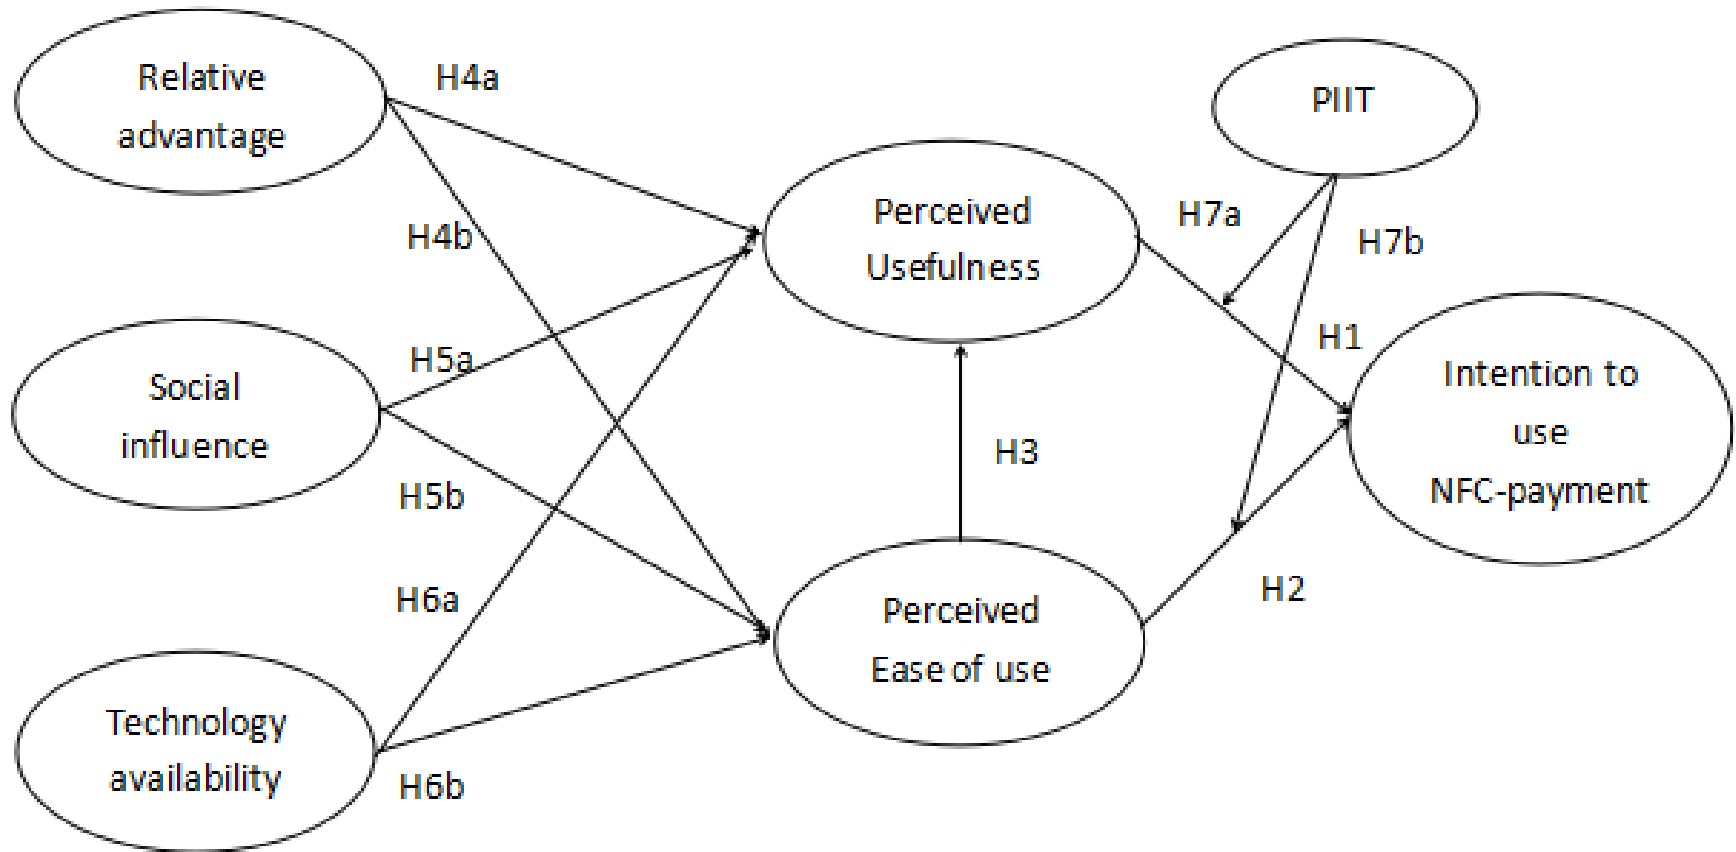 Relative
advantage
H4a
H4b
Social
influence
H5a
H5b
Technology
availability
H6a
H6b
Perceived
Usefulness
H3
Perceived
Ease of use
PIIT
H7a
H7b
H1
H2
Intention to
use
NFC-payment